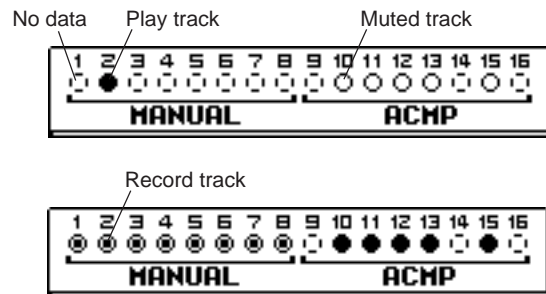 No data Play track Muted track
1 2 3 4 5 6 7 8 9 10 11 12 13 14 15 16
MANUAL ACMP
Record track
1 2 3 4 5 6 7 8 9 10 11 12 13 14 15 16
MANUAL ACMP